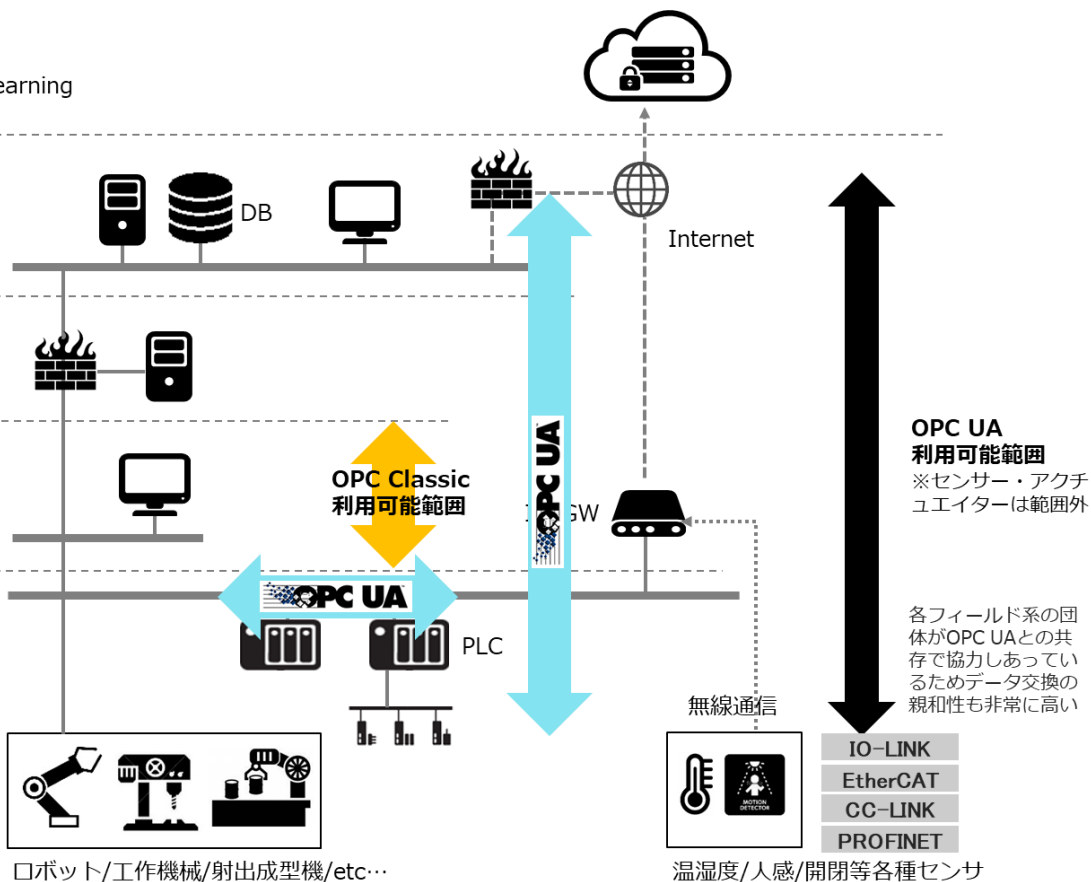 earning
DB
Internet
OPC Classic
利用可能範囲
OPC UA
GW
OPC UA
利用可能範囲
※センサー・アクチ
ュエイターは範囲外
OPC UA
PLC
各フィールド系の団
体がOPC UAとの共
存で協力しあってい
るためデータ交換の
親和性も非常に高い
無線通信
MOTION
DETECTOR
IO-LINK
EtherCAT
CC-LINK
PROFINET
ロボット/工作機械/射出成型機/etc…
温湿度/人感/開閉等各種センサ